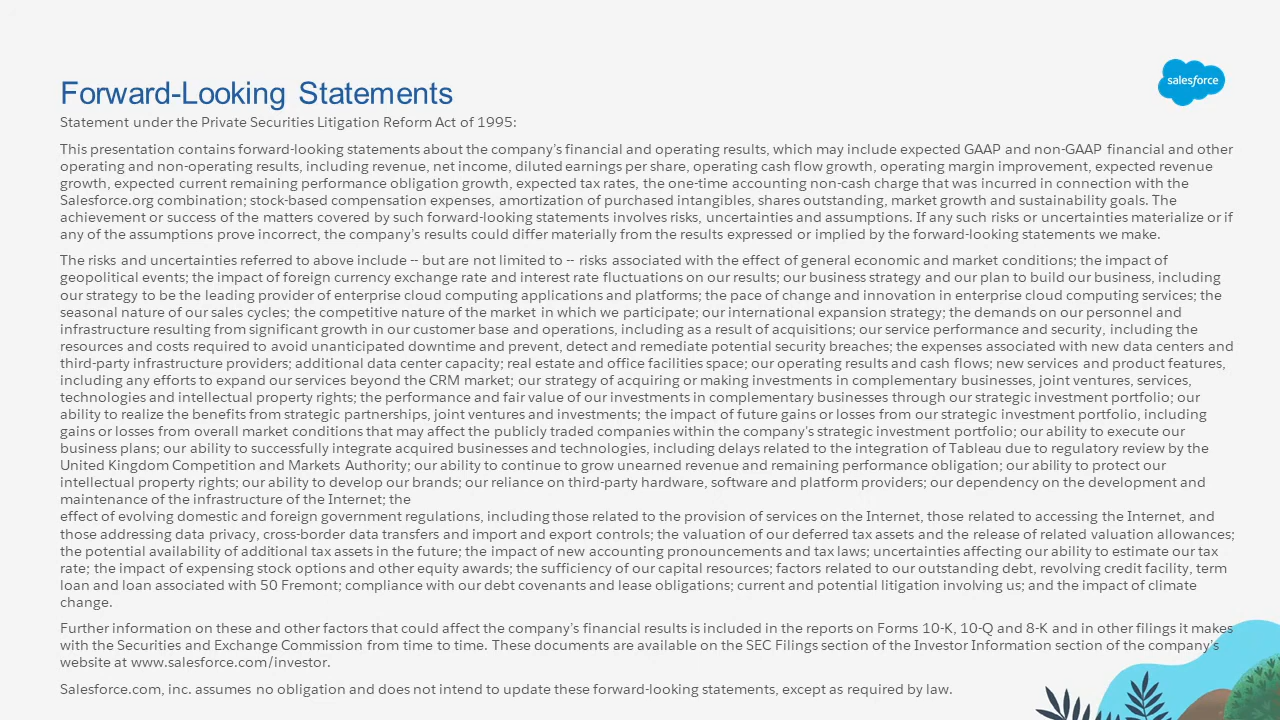 Forward-Looking Statements
salesforce
Statement under the Private Securities Litigation Reform Act of 1995:
This presentation contains forward-looking statements about the company's financial and operating results, which may include expected GAAP and non-GAAP financial and other
operating and non-operating results, including revenue, net income, diluted earnings per share, operating cash flow growth, operating margin improvement, expected revenue
growth, expected current remaining performance obligation growth, expected tax rates, the one-time accounting non-cash charge that was incurred in connection with the
Salesforce.org combination; stock-based compensation expenses, amortization of purchased intangibles, shares outstanding, market growth and sustainability goals. The
achievement or success of the matters covered by such forward-looking statements involves risks, uncertainties and assumptions. If any such risks or uncertainties materialize or if
any of the assumptions prove incorrect, the company's results could differ materially from the results expressed or implied by the forward-looking statements we make.
The risks and uncertainties referred to above include -- but are not limited to -- risks associated with the effect of general economic and market conditions; the impact of
geopolitical events; the impact of foreign currency exchange rate and interest rate fluctuations on our results; our business strategy and our plan to build our business, including
our strategy to be the leading provider of enterprise cloud computing applications and platforms; the pace of change and innovation in enterprise cloud computing services; the
seasonal nature of our sales cycles; the competitive nature of the market in which we participate; our international expansion strategy; the demands on our personnel and
infrastructure resulting from significant growth in our customer base and operations, including as a result of acquisitions; our service performance and security, including the
resources and costs required to avoid unanticipated downtime and prevent, detect and remediate potential security breaches; the expenses associated with new data centers and
third-party infrastructure providers; additional data center capacity; real estate and office facilities space; our operating results and cash flows; new services and product features,
including any efforts to expand our services beyond the CRM market; our strategy of acquiring or making investments in complementary businesses, joint ventures, services,
technologies and intellectual property rights; the performance and fair value of our investments in complementary businesses through our strategic investment portfolio; our
ability to realize the benefits from strategic partnerships, joint ventures and investments; the impact of future gains or losses from our strategic investment portfolio, including
gains or losses from overall market conditions that may affect the publicly traded companies within the company's strategic investment portfolio; our ability to execute our
business plans; our ability to successfully integrate acquired businesses and technologies, including delays related to the integration of Tableau due to regulatory review by the
United Kingdom Competition and Markets Authority; our ability to continue to grow unearned revenue and remaining performance obligation; our ability to protect our
intellectual property rights; our ability to develop our brands; our reliance on third-party hardware, software and platform providers; our dependency on the development and
maintenance of the infrastructure of the Internet; the
effect of evolving domestic and foreign government regulations, including those related to the provision of services on the Internet, those related to accessing the Internet, and
those addressing data privacy, cross-border data transfers and import and export controls; the valuation of our deferred tax assets and the release of related valuation allowances;
the potential availability of additional tax assets in the future; the impact of new accounting pronouncements and tax laws; uncertainties affecting our ability to estimate our tax
rate; the impact of expensing stock options and other equity awards; the sufficiency of our capital resources; factors related to our outstanding debt, revolving credit facility, term
loan and loan associated with 50 Fremont; compliance with our debt covenants and lease obligations; current and potential litigation involving us; and the impact of climate
change.
Further information on these and other factors that could affect the company's financial results is included in the reports on Forms 10-K, 10-Q and 8-K and in other filings it makes
with the Securities and Exchange Commission from time to time. These documents are available on the SEC Filings section of the Investor Information section of the company's
website at www.salesforce.com/investor.
Salesforce.com, inc. assumes no obligation and does not intend to update these forward-looking statements, except as required by law.